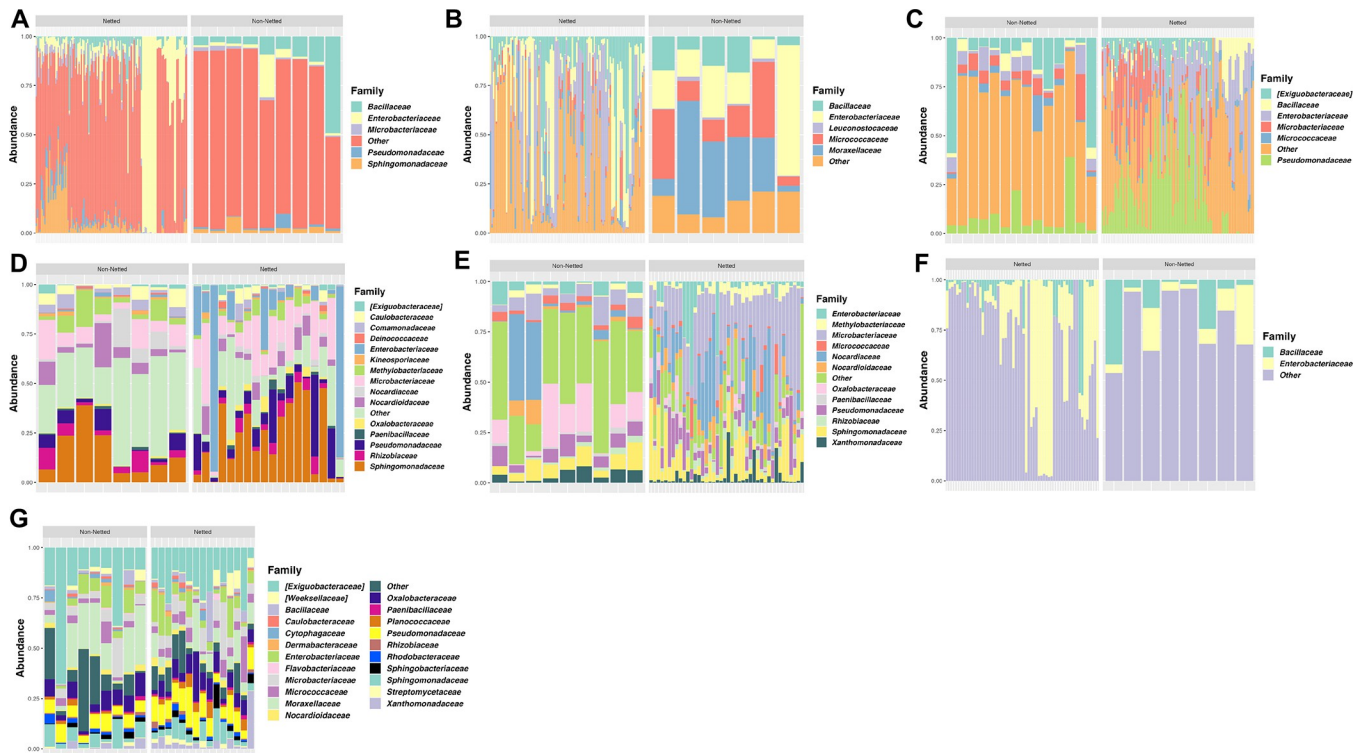 A
Netted
Non-Netted
Abundance
1.00
0.75
0.50
0.25
0.00
Family
Bacillaceae
Enterobacteriaceae
Microbacteriaceae
Other
Pseudomonadaceae
Sphingomonadaceae
B
Netted
Non-Netted
Abundance
1.00
0.75
0.50
0.25
0.00
Family
Bacillaceae
Enterobacteriaceae
Leuconostocaceae
Micrococcaceae
Moraxellaceae
Other
C
Non-Netted
Netted
Abundance
1.00
0.75
0.50
0.25
0.00
Family
[Exiguobacteraceae]
Bacillaceae
Enterobacteriaceae
Microbacteriaceae
Micrococcaceae
Other
Pseudomonadaceae
D
Non-Netted
Netted
Abundance
1.00
0.75
0.50
0.25
0.00
Family
[Exiguobacteraceae]
Caulobacteraceae
Comamonadaceae
Deinococcaceae
Enterobacteriaceae
Kineosporiaceae
Methylobacteriaceae
Microbacteriaceae
Nocardiaceae
Nocardioidaceae
Other
Oxalobacteraceae
Paenibacillaceae
Pseudomonadaceae
Rhizobiaceae
Sphingomonadaceae
E
Non-Netted
Netted
Abundance
1.00
0.75
0.50
0.25
0.00
Family
Enterobacteriaceae
Methylobacteriaceae
Microbacteriaceae
Micrococcaceae
Nocardiaceae
Nocardioidaceae
Other
Oxalobacteraceae
Paenibacillaceae
Pseudomonadaceae
Rhizobiaceae
Sphingomonadaceae
Xanthomonadaceae
F
Netted
Non-Netted
Abundance
1.00
0.75
0.50
0.25
0.00
Family
Bacillaceae
Enterobacteriaceae
Other
G
Non-Netted
Netted
Abundance
1.00
0.75
0.50
0.25
0.00
Family
[Exiguobacteraceae]
[Weeksellaceae]
Bacillaceae
Caulobacteraceae
Cytophagaceae
Dermabacteraceae
Enterobacteriaceae
Flavobacteriaceae
Microbacteriaceae
Micrococcaceae
Moraxellaceae
Nocardioidaceae
Other
Oxalobacteraceae
Paenibacillaceae
Planococcaceae
Pseudomonadaceae
Rhizobiaceae
Rhodobacteraceae
Sphingobacteriaceae
Sphingomonadaceae
Streptomycetaceae
Xanthomonadaceae